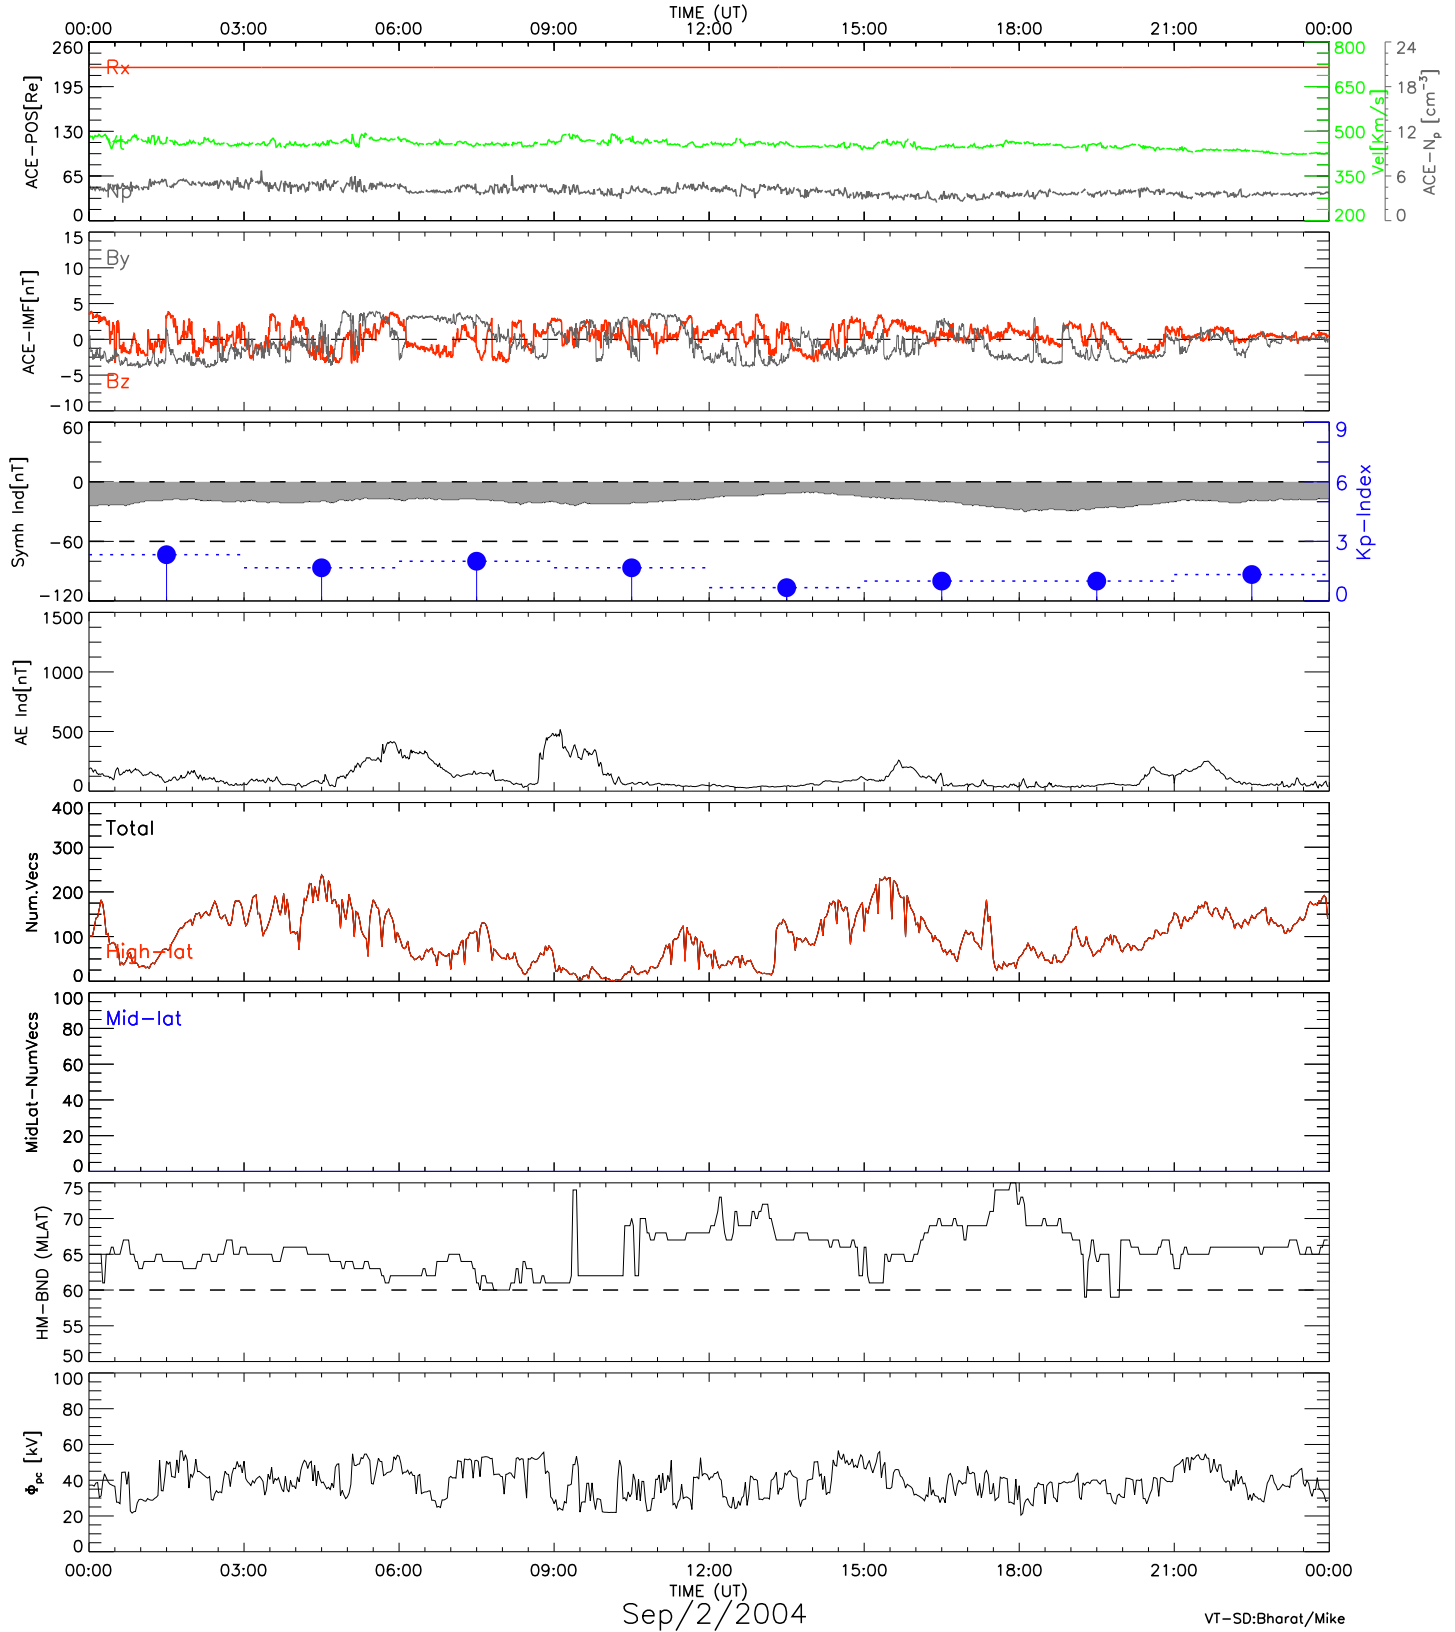 TIME (UT)
00:00 03:00 06:00 09:00 12:00 15:00 18:00 21:00 00:00
260 195 130 65 0
ACE-POS[Re]
Rx
Np
800 650 500 350 200
Vel[Km/s]
24 18 12 6 0
ACE-Np [cm-3]
15 10 5 0 -5 -10
ACE-IMF[nT]
By
Bz
60 0 -60 -120
Symh Ind[nT]
9 6 3 0
Kp-Index
1500 1000 500 0
AE Ind[nT]
400 300 200 100 0
Num.Vecs
Total
High-lat
100 80 60 40 20 0
MidLat-NumVecs
Mid-lat
75 70 65 60 55 50
HM-BND (MLAT)
100 80 60 40 20 0
Φpc [kV]
00:00 03:00 06:00 09:00 12:00 15:00 18:00 21:00 00:00
TIME (UT)
Sep/2/2004
VT-SD:Bharat/Mike